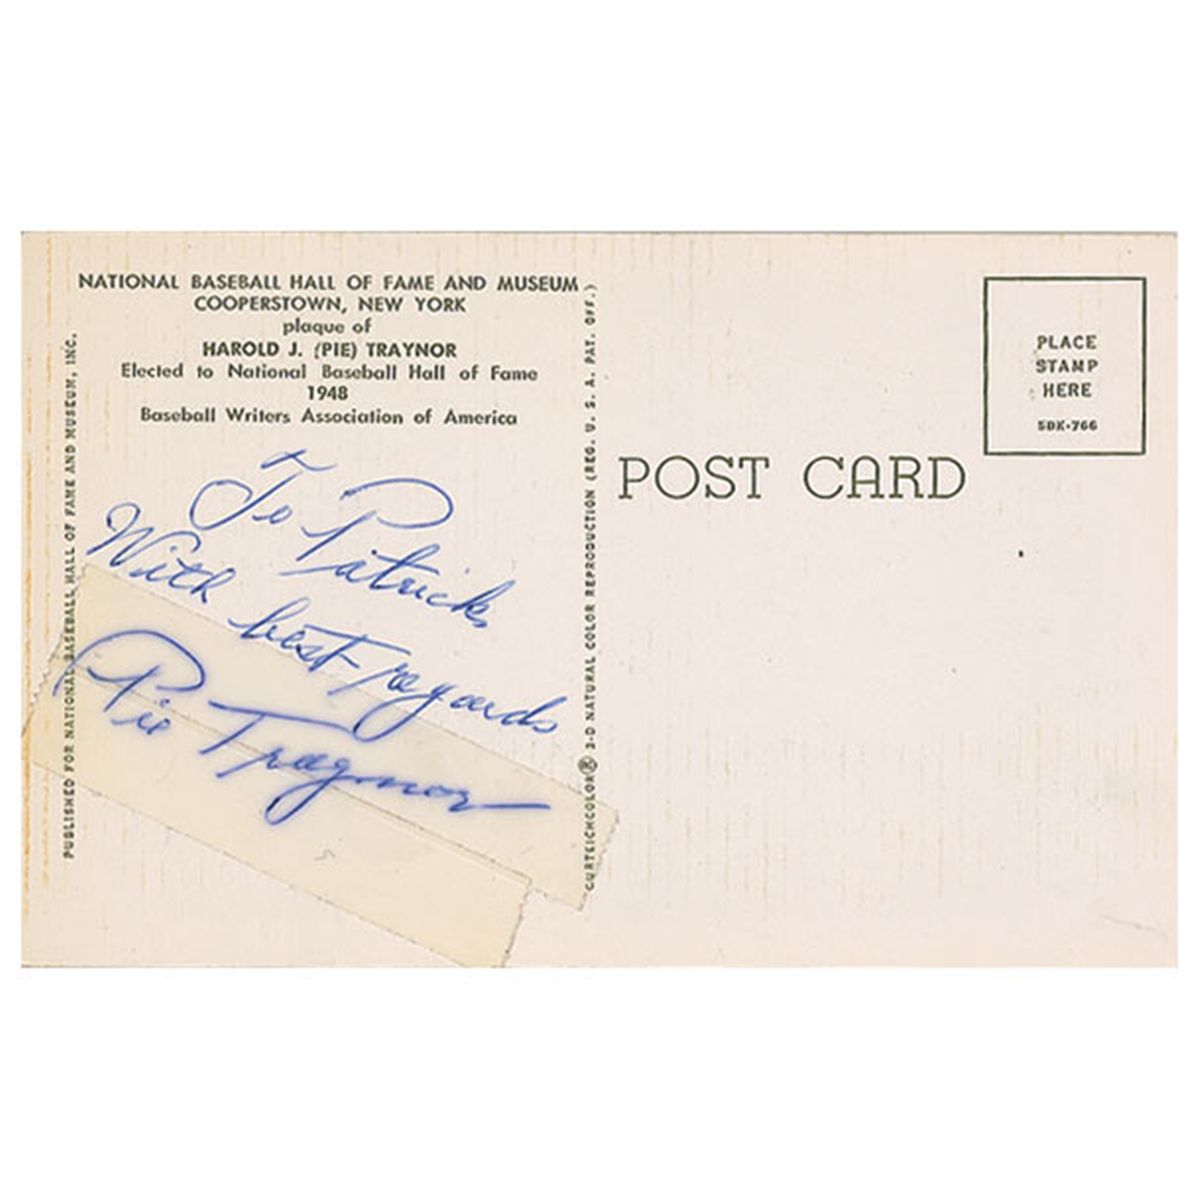 NATIONAL BASEBALL HALL OF FAME AND MUSEUM
COOPERSTOWN, NEW YORK
plaque of
HAROLD J. (PIE) TRAYNOR
Elected to National Baseball Hall of Fame
1948
Baseball Writers Association of America
To Patrick
With best regards
Pie Traynor
PUBLISHED FOR NATIONAL BASEBALL HALL OF FAME AND MUSEUM, INC.
CURTEICHCOLOR® 3-D NATURAL COLOR REPRODUCTION (REG. U. S. A. PAT. OFF.)
POST CARD
PLACE
STAMP
HERE
5DK-766